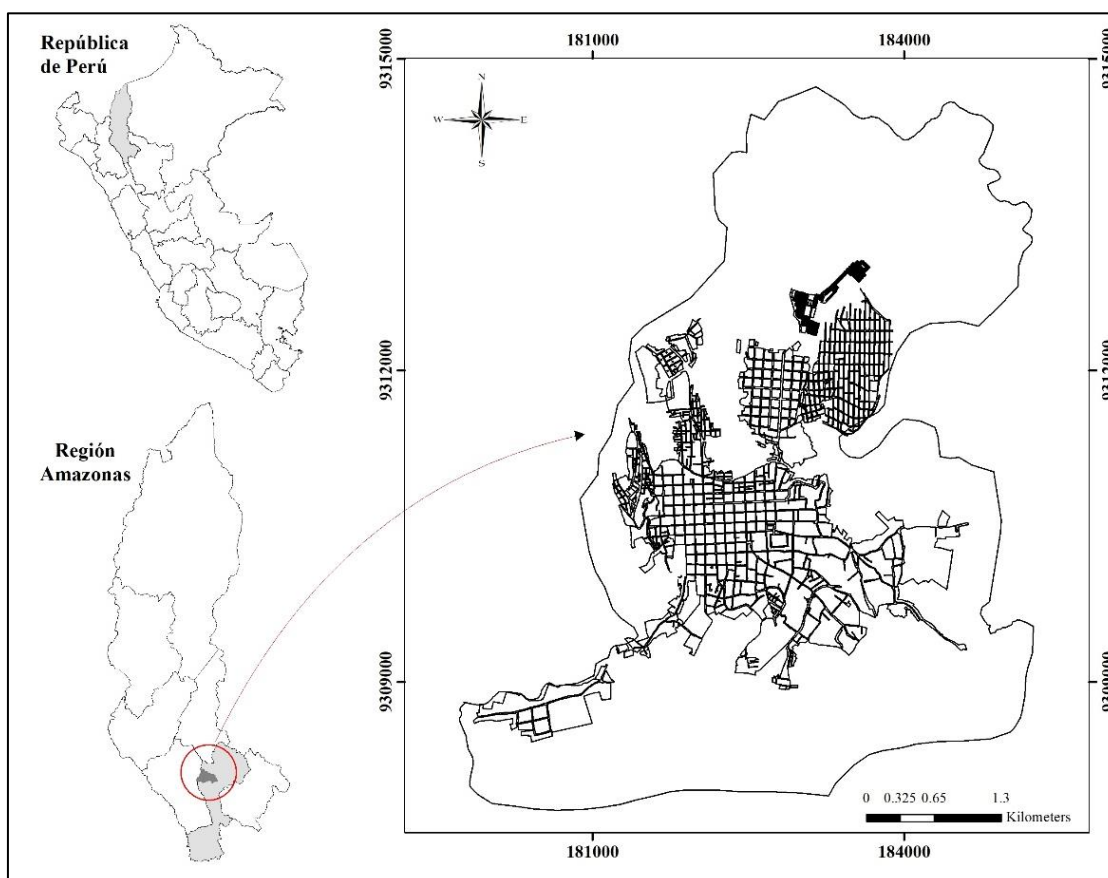 República
de Perú
Región
Amazonas
181000
184000
9315000
9315000
N
W
E
S
9312000
9312000
9309000
9309000
0 0.325 0.65 1.3
Kilometers
181000
184000